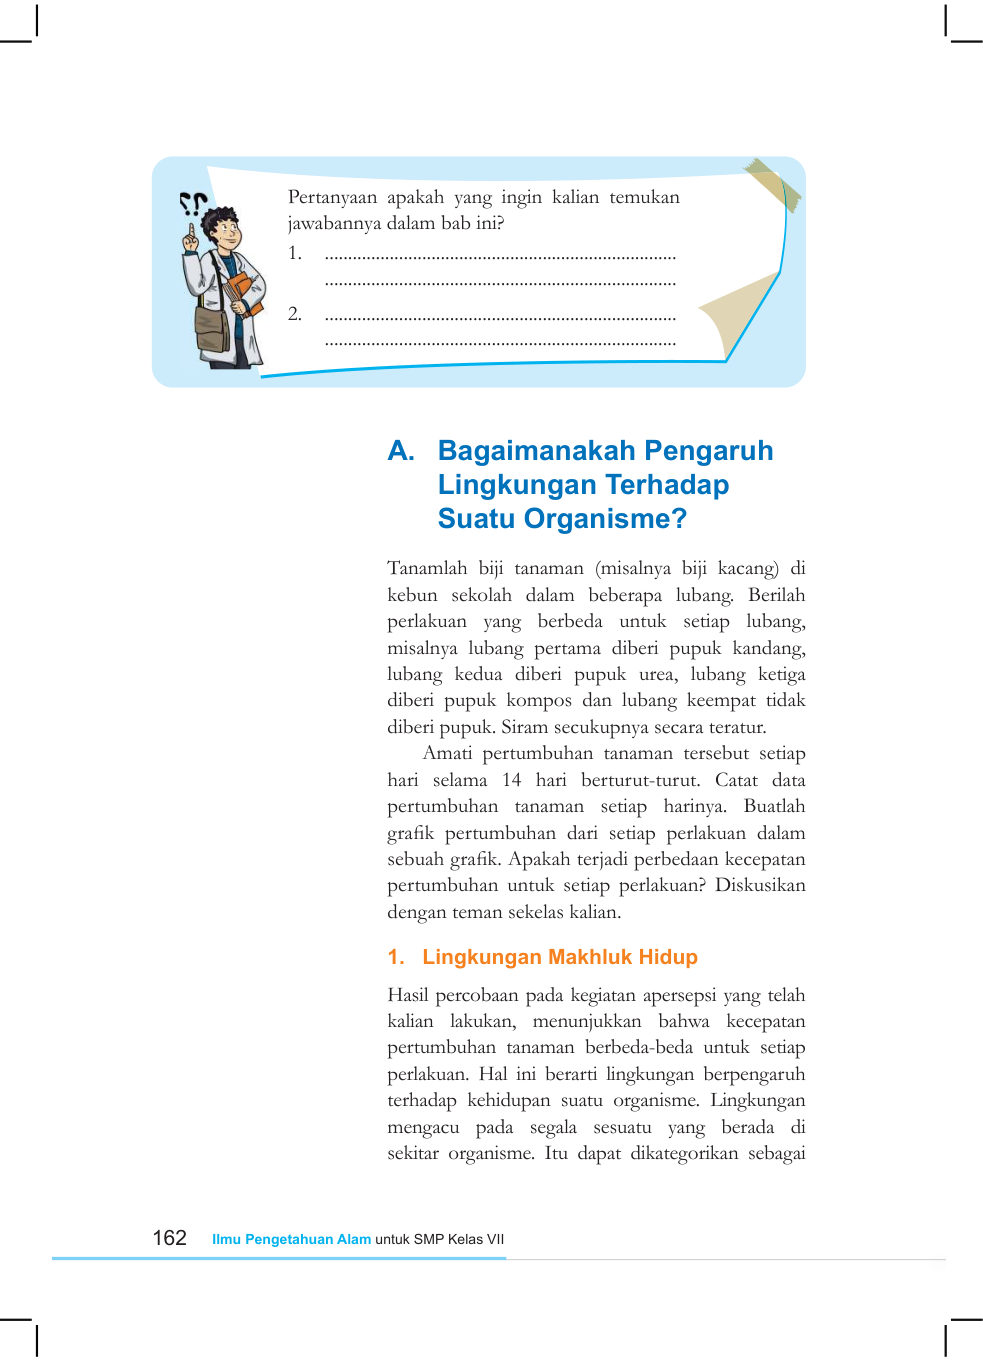 ??
Pertanyaan apakah yang ingin kalian temukan
jawabannya dalam bab ini?
1. ............................................................................
............................................................................
2. ............................................................................
............................................................................
A. Bagaimanakah Pengaruh
Lingkungan Terhadap
Suatu Organisme?
Tanamlah biji tanaman (misalnya biji kacang) di
kebun sekolah dalam beberapa lubang. Berilah
perlakuan yang berbeda untuk setiap lubang,
misalnya lubang pertama diberi pupuk kandang,
lubang kedua diberi pupuk urea, lubang ketiga
diberi pupuk kompos dan lubang keempat tidak
diberi pupuk. Siram secukupnya secara teratur.
Amati pertumbuhan tanaman tersebut setiap
hari selama 14 hari berturut-turut. Catat data
pertumbuhan tanaman setiap harinya. Buatlah
grafik pertumbuhan dari setiap perlakuan dalam
sebuah grafik. Apakah terjadi perbedaan kecepatan
pertumbuhan untuk setiap perlakuan? Diskusikan
dengan teman sekelas kalian.
1. Lingkungan Makhluk Hidup
Hasil percobaan pada kegiatan apersepsi yang telah
kalian lakukan, menunjukkan bahwa kecepatan
pertumbuhan tanaman berbeda-beda untuk setiap
perlakuan. Hal ini berarti lingkungan berpengaruh
terhadap kehidupan suatu organisme. Lingkungan
mengacu pada segala sesuatu yang berada di
sekitar organisme. Itu dapat dikategorikan sebagai
162 Ilmu Pengetahuan Alam untuk SMP Kelas VII